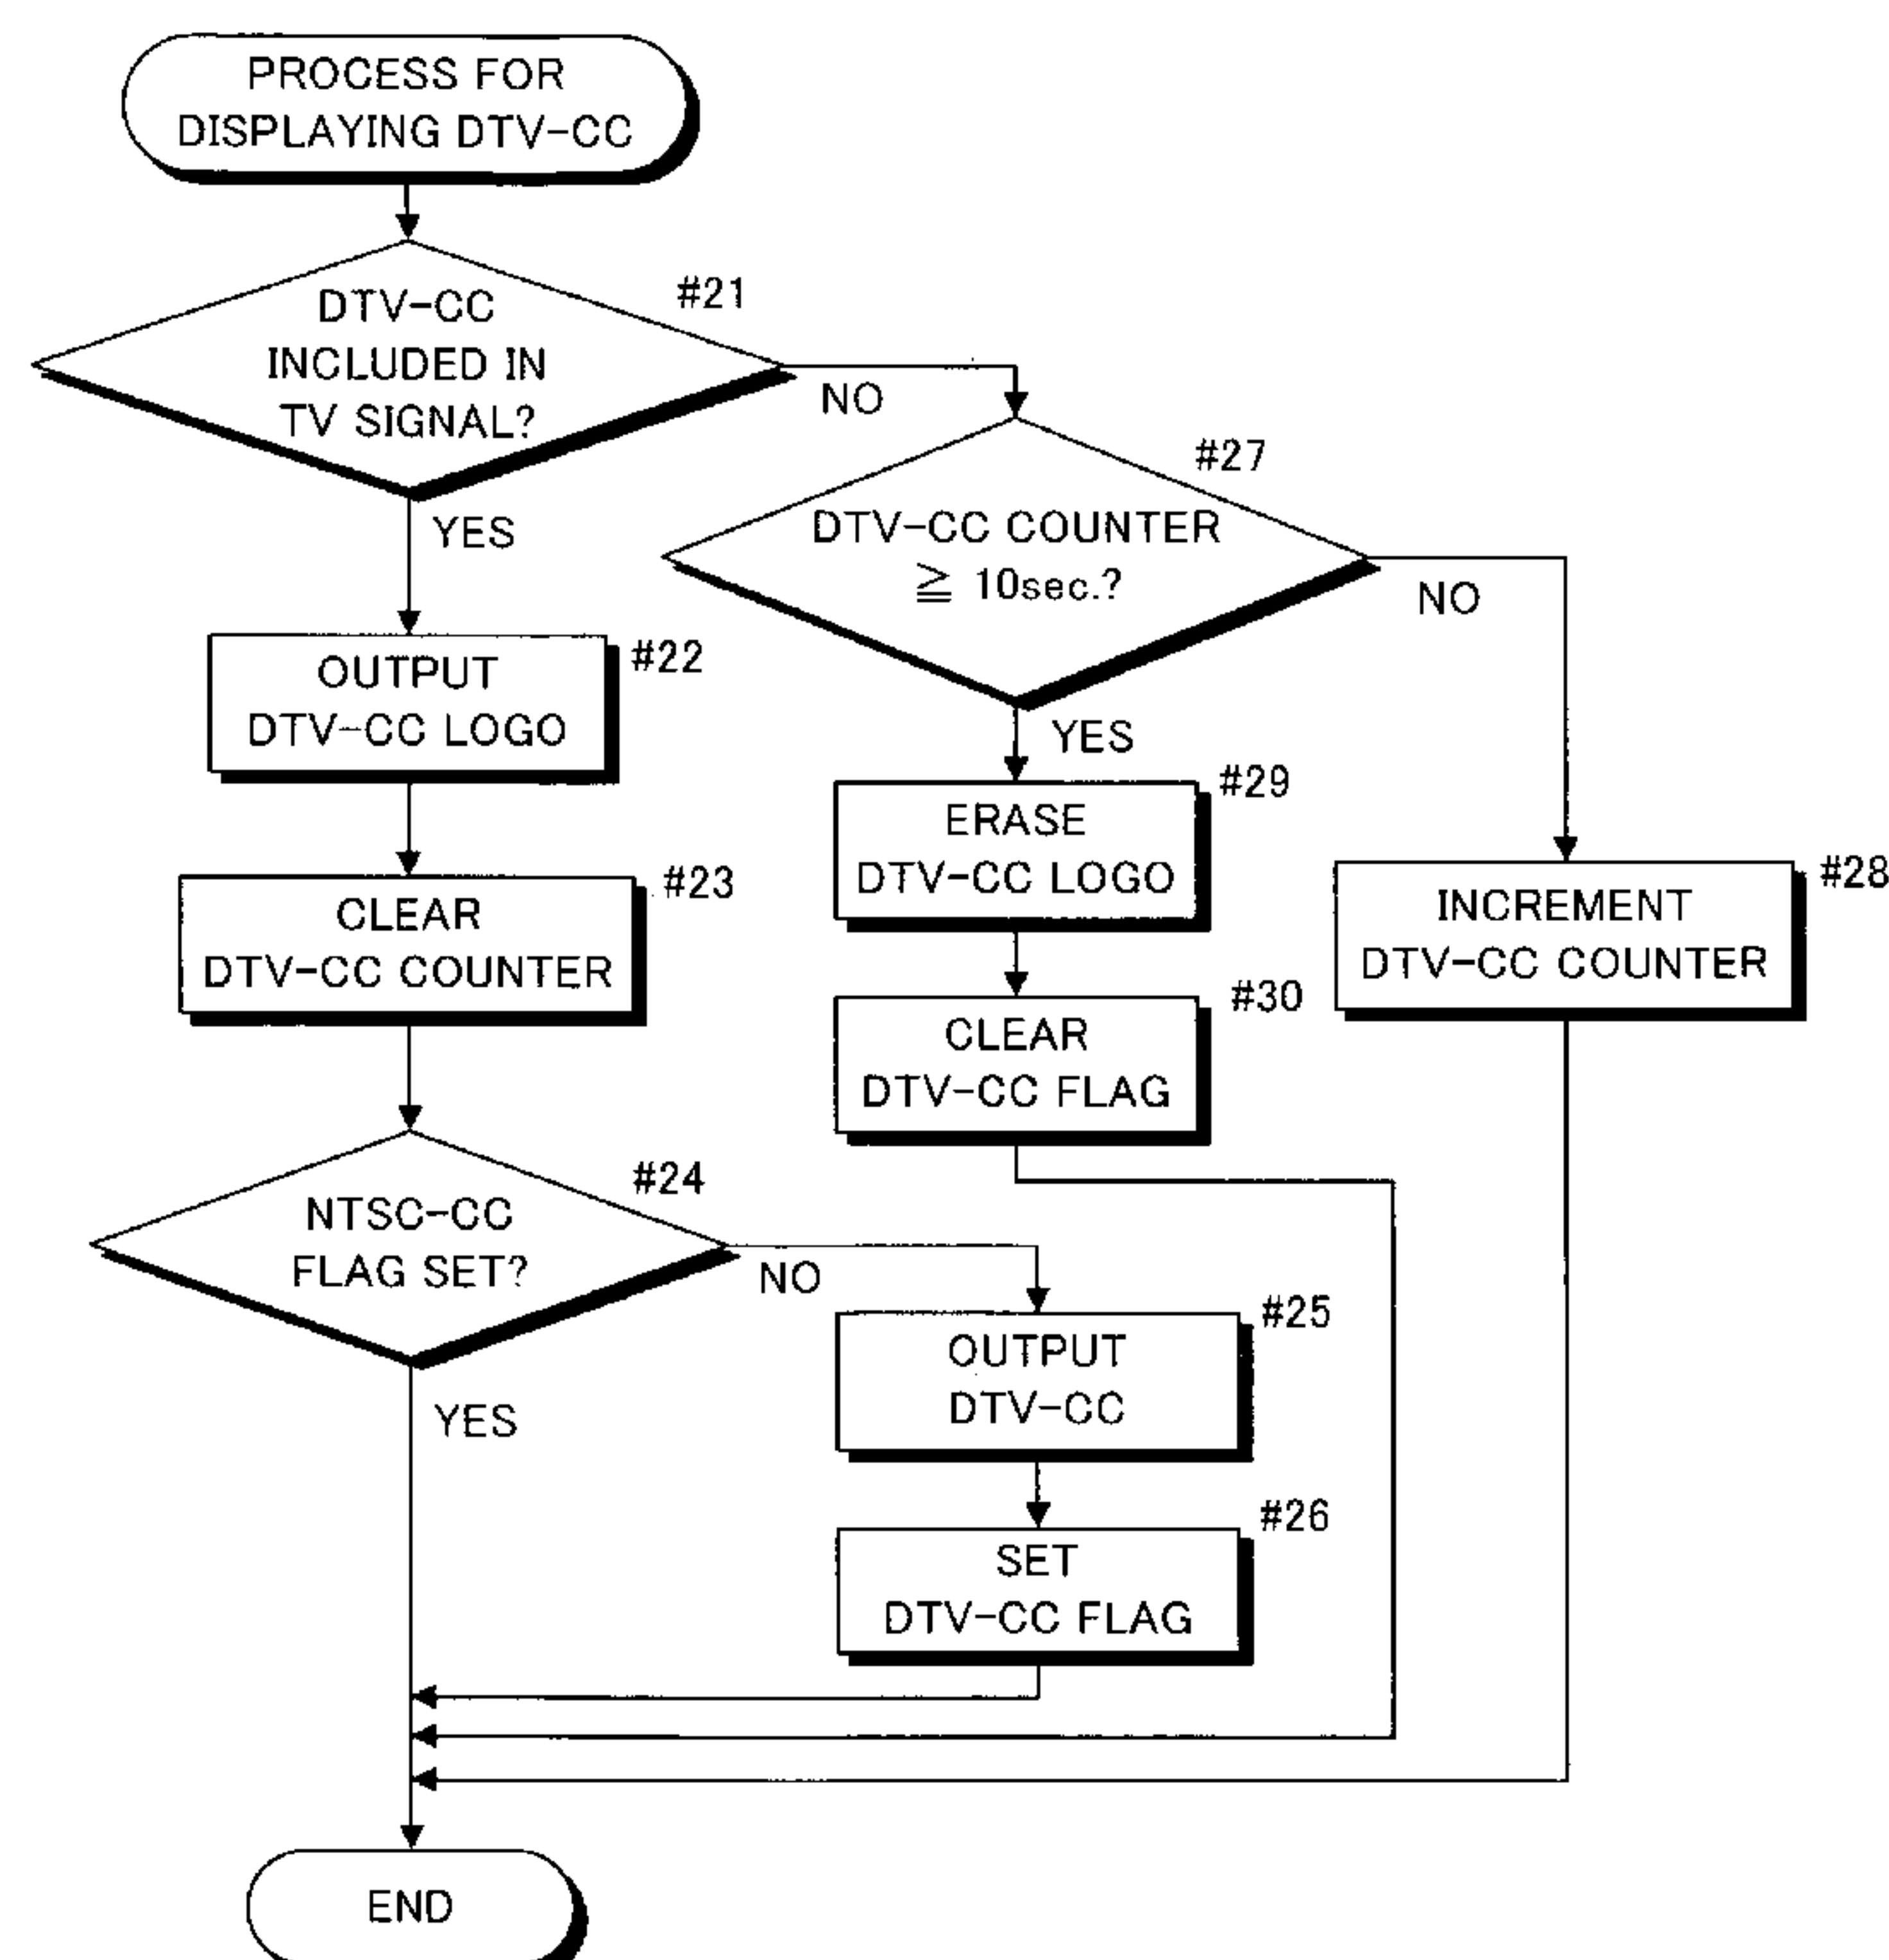 PROCESS FOR
DISPLAYING DTV-CC
DTV-CC
INCLUDED IN
TV SIGNAL?
#21
NO
YES
#27
DTV-CC COUNTER
≧ 10sec.?
NO
YES
OUTPUT
DTV-CC LOGO
#22
ERASE
DTV-CC LOGO
#29
CLEAR
DTV-CC COUNTER
#23
INCREMENT
DTV-CC COUNTER
#28
CLEAR
DTV-CC FLAG
#30
NTSC-CC
FLAG SET?
#24
NO
YES
OUTPUT
DTV-CC
#25
SET
DTV-CC FLAG
#26
END